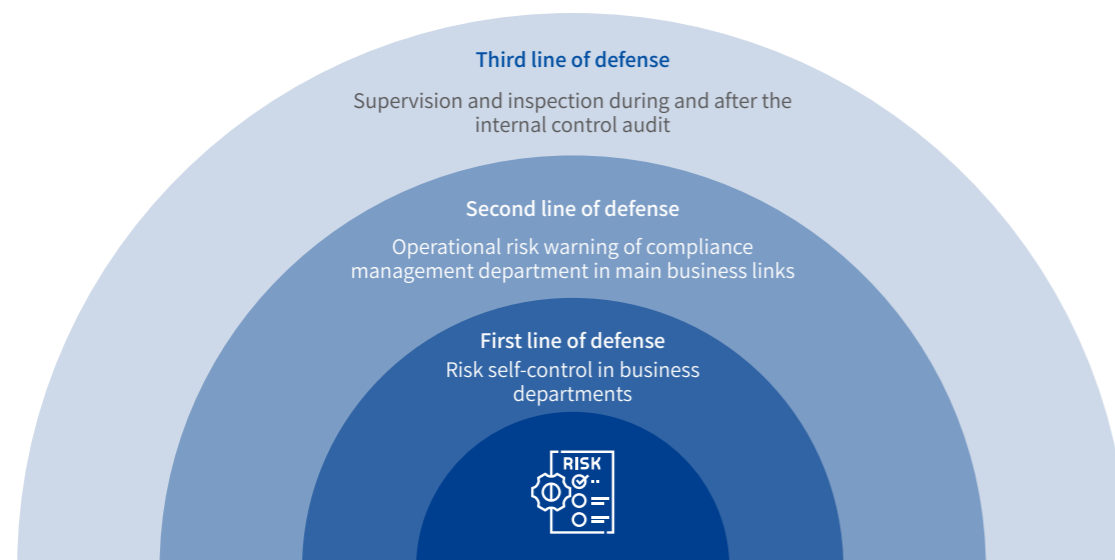 Third line of defense
Supervision and inspection during and after the
internal control audit
Second line of defense
Operational risk warning of compliance
management department in main business links
First line of defense
Risk self-control in business
departments
RISK